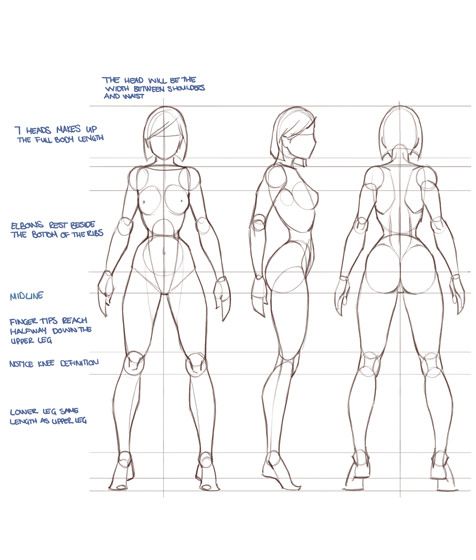 THE HEAD WILL BE THE
WIDTH BETWEEN SHOULDERS
AND WAIST
7 HEADS MAKES UP
THE FULL BODY LENGTH
ELBOWS REST BESIDE
THE BOTTOM OF THE RIBS
MIDLINE
FINGER TIPS REACH
HALFWAY DOWN THE
UPPER LEG
NOTICE KNEE DEFINITION
LOWER LEG SAME
LENGTH AS UPPER LEG